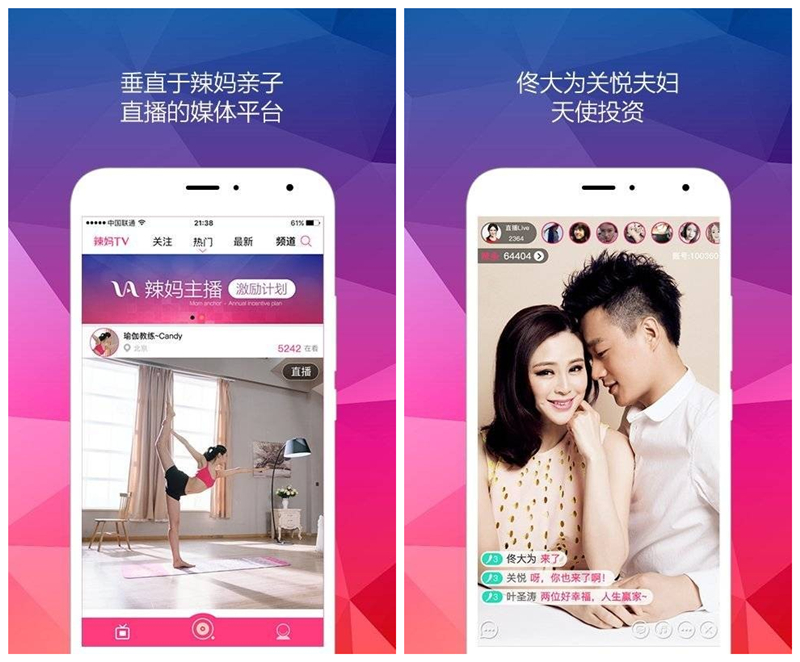 垂直于辣妈亲子
直播的媒体平台
中国联通
21:38
61%
辣妈TV 关注 热门 最新 频道
辣妈主播 激励计划
Mom anchor · Annual incentive plan
瑜伽教练~Candy
北京
5242 在看
直播
佟大为关悦夫妇
天使投资
直播Live
2364
64404
100360
3 佟大为 来了
3 关悦 呀，你也来了啊！
3 叶圣涛 两位好幸福，人生赢家~